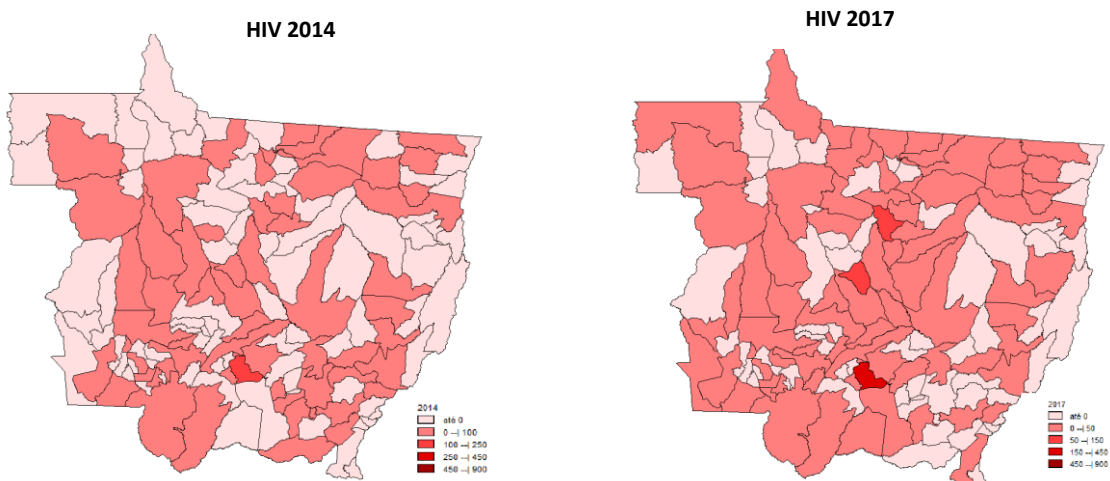 HIV 2014
2014
até 0
0 --| 100
100 --| 250
250 --| 450
450 --| 900
HIV 2017
2017
até 0
0 --| 50
50 --| 150
150 --| 450
450 --| 900